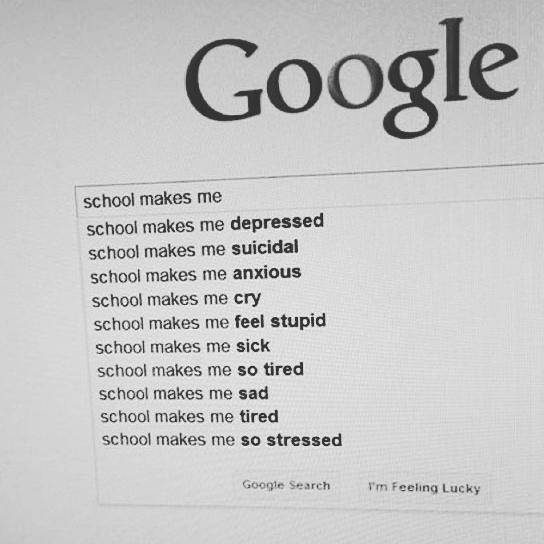 Google
school makes me
school makes me depressed
school makes me suicidal
school makes me anxious
school makes me cry
school makes me feel stupid
school makes me sick
school makes me so tired
school makes me sad
school makes me tired
school makes me so stressed
Google Search I'm Feeling Lucky